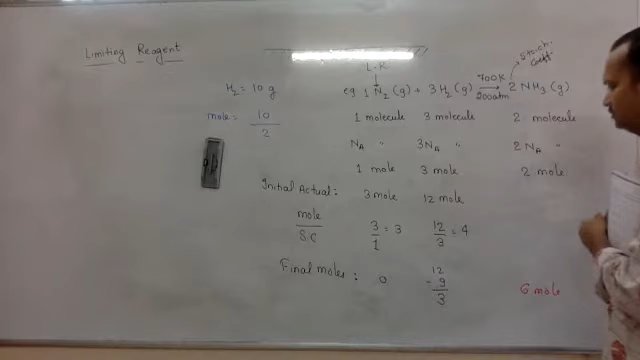 Limiting Reagent
Stoich.
Coeff.
L.R
H2 = 10 g
eg 1 N2 (g) + 3 H2 (g) → 2 NH3 (g)
700K
200atm
mole = 10/2
1 molecule 3 molecule 2 molecule
NA " 3NA " 2NA "
1 mole 3 mole 2 mole
Initial Actual: 3 mole 12 mole
mole/S.C 3/1 = 3 12/3 = 4
Final moles: 0 12
- 9
3
6 mole